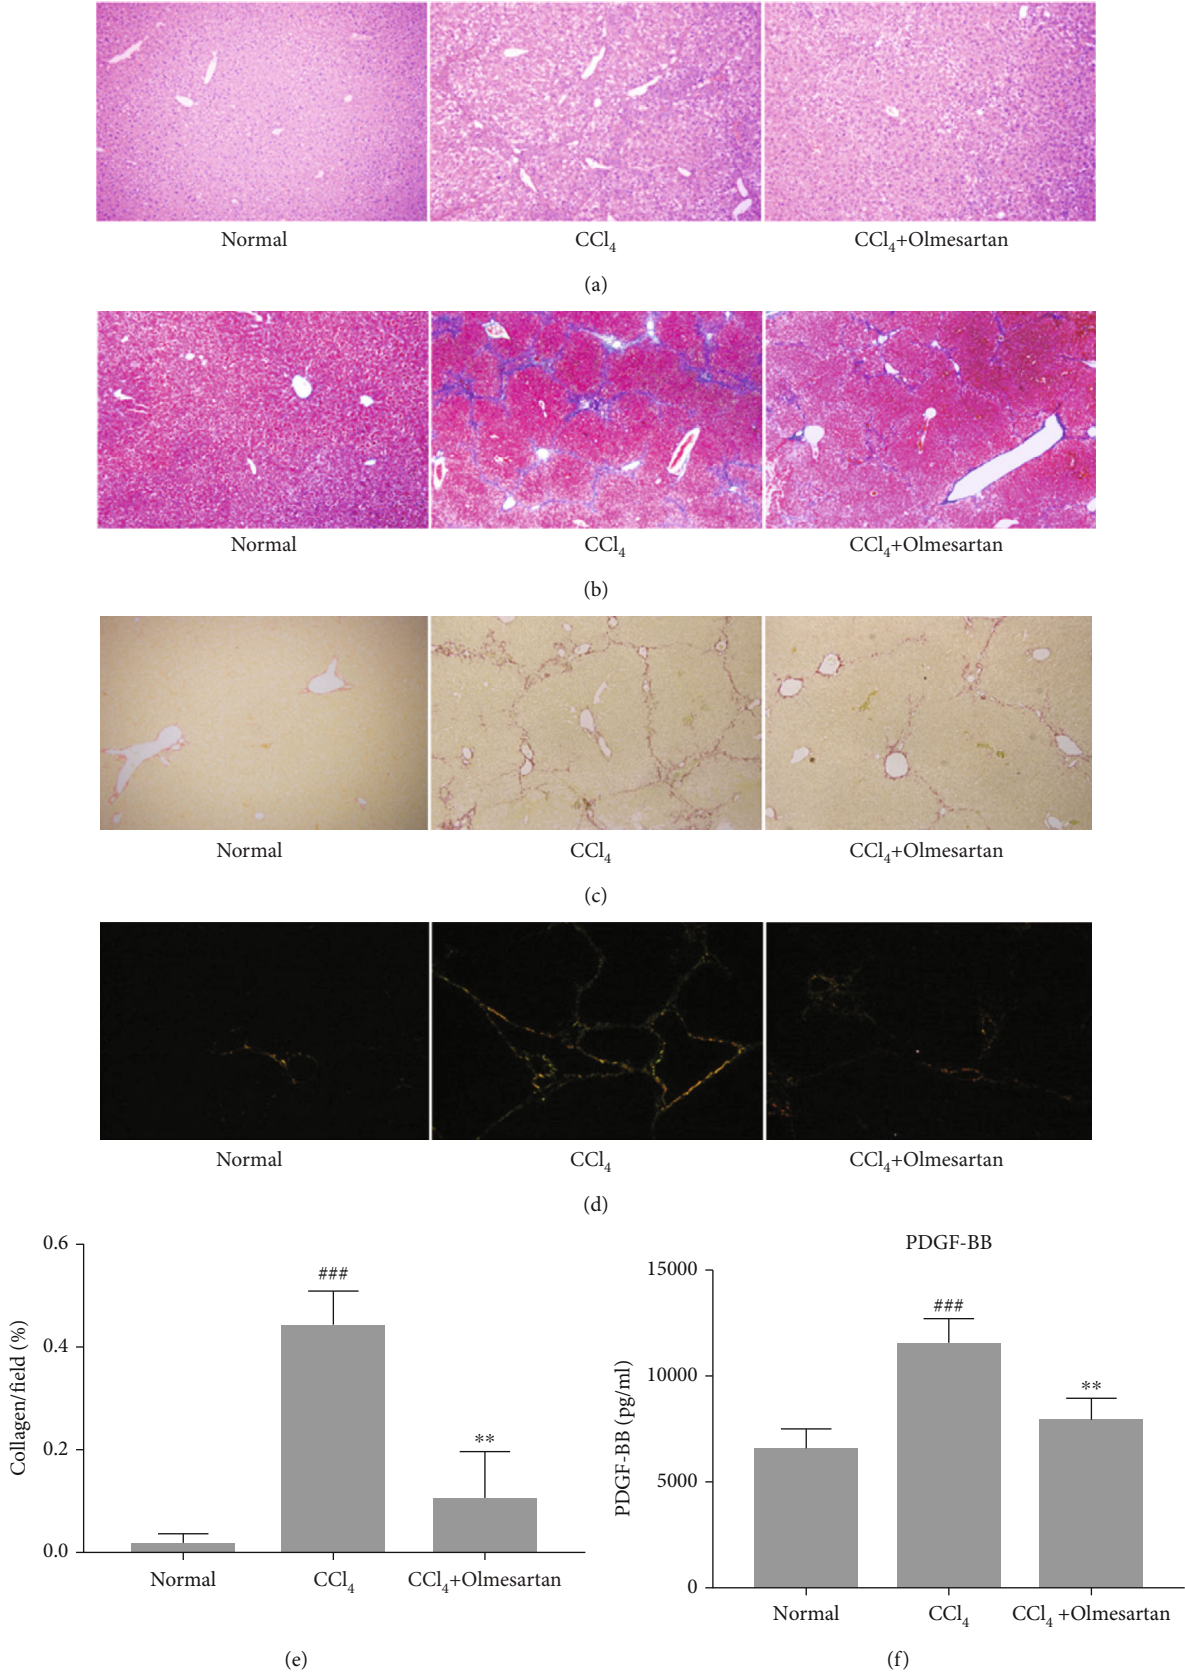 Normal CCl4 CCl4+Olmesartan
(a)
Normal CCl4 CCl4+Olmesartan
(b)
Normal CCl4 CCl4+Olmesartan
(c)
Normal CCl4 CCl4+Olmesartan
(d)
Collagen/field (%)
0.6
0.4
0.2
0.0
###
**
Normal CCl4 CCl4+Olmesartan
(e)
PDGF-BB
PDGF-BB (pg/ml)
15000
10000
5000
0
###
**
Normal CCl4 CCl4 +Olmesartan
(f)